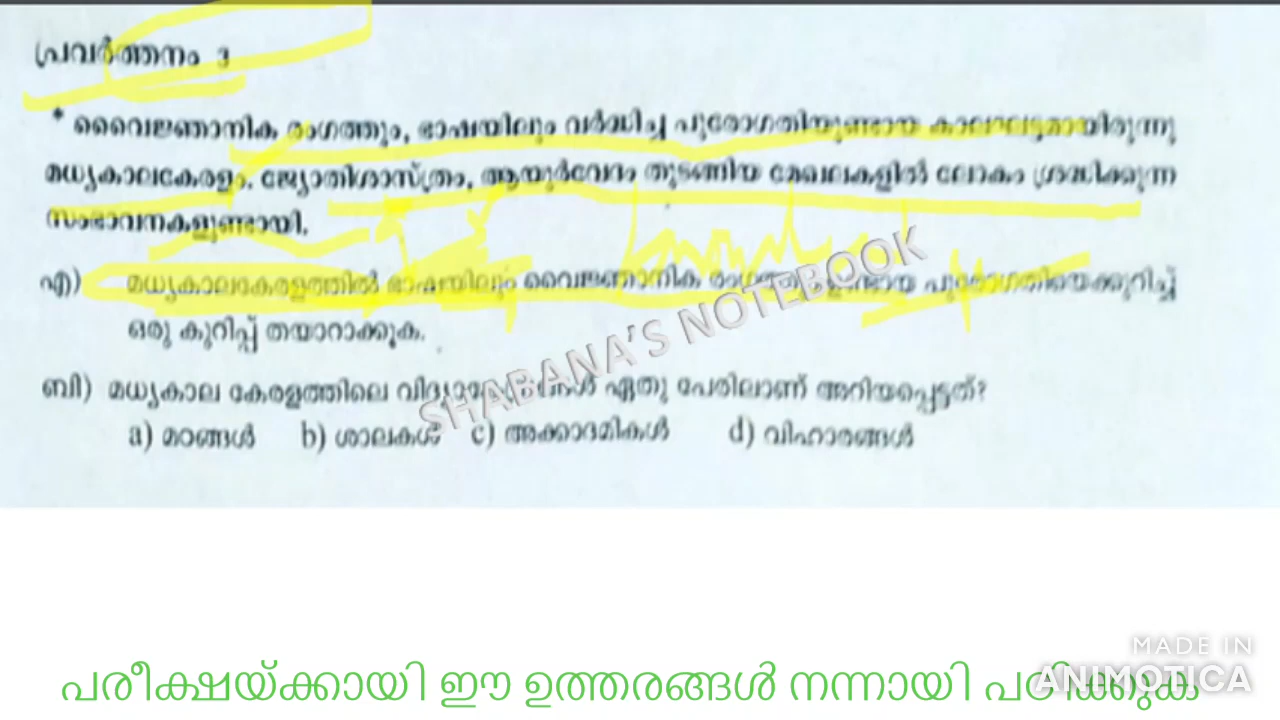 പ്രവർത്തനം 3
* വൈജ്ഞാനിക രംഗത്തും, ഭാഷയിലും വർദ്ധിച്ച പുരോഗതിയുണ്ടായ കാലഘട്ടമായിരുന്നു
മധ്യകാലകേരളം. ജ്യോതിശാസ്ത്രം, ആയുർവേദം തുടങ്ങിയ മേഖലകളിൽ ലോകം ശ്രദ്ധിക്കുന്ന
സംഭാവനകളുണ്ടായി.
എ) മധ്യകാലകേരളത്തിൽ ഭാഷയിലും വൈജ്ഞാനിക രംഗത്തും ഉണ്ടായ പുരോഗതിയെക്കുറിച്ച്
ഒരു കുറിപ്പ് തയാറാക്കുക.
ബി) മധ്യകാല കേരളത്തിലെ ഏതു പേരിലാണ് അറിയപ്പെട്ടത്?
a) മഠങ്ങൾ b) ശാലകൾ c) അക്കാദമികൾ d) വിഹാരങ്ങൾ
SHABANA'S NOTEBOOK
പരീക്ഷയ്ക്കായി ഈ ഉത്തരങ്ങൾ നന്നായി പഠിക്കുക
MADE IN
ANIMOTICA